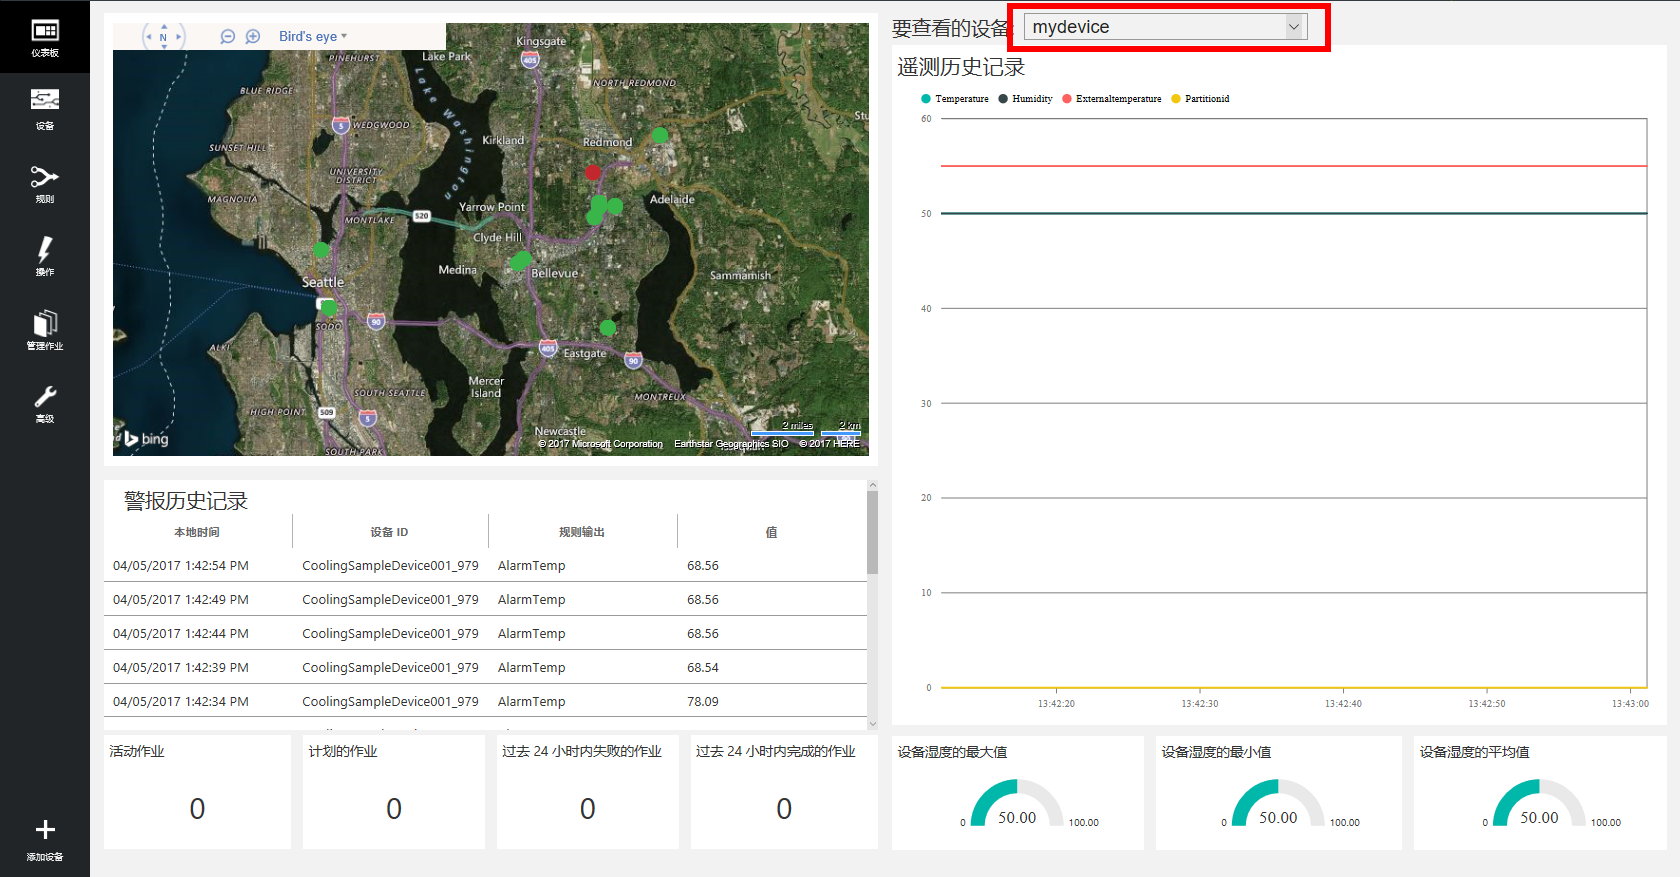 仪表板
设备
规则
操作
管理作业
高级
添加设备
N
Bird's eye
Kingsgate
PINEHURST
Lake Park
405
BLUE RIDGE
NORTH REDMOND
Lake Washington
5
WEDGWOOD
Kirkland
Redmond
SUNSET HILL
UNIVERSITY
DISTRICT
MAGNOLIA
Yarrow Point
Adelaide
MONTLAKE
520
Clyde Hill
Medina
Bellevue
Sammamish
Seattle
SODO
90
ALKI
405
Eastgate
90
Mercer
Island
SOUTH SEATTLE
MONTREUX
HIGH POINT
509
5
2 miles
2 km
bing
Newcastle
© 2017 Microsoft Corporation Earthstar Geographics SIO © 2017 HERE
SOUTH PARK
警报历史记录
本地时间 设备 ID 规则输出 值
04/05/2017 1:42:54 PM CoolingSampleDevice001_979 AlarmTemp 68.56
04/05/2017 1:42:49 PM CoolingSampleDevice001_979 AlarmTemp 68.56
04/05/2017 1:42:44 PM CoolingSampleDevice001_979 AlarmTemp 68.56
04/05/2017 1:42:39 PM CoolingSampleDevice001_979 AlarmTemp 68.54
04/05/2017 1:42:34 PM CoolingSampleDevice001_979 AlarmTemp 78.09
活动作业
0
计划的作业
0
过去 24 小时内失败的作业
0
过去 24 小时内完成的作业
0
要查看的设备: mydevice
遥测历史记录
Temperature Humidity Externaltemperature Partitionid
60
50
40
30
20
10
0
13:42:20 13:42:30 13:42:40 13:42:50 13:43:00
设备湿度的最大值
0 50.00 100.00
设备湿度的最小值
0 50.00 100.00
设备湿度的平均值
0 50.00 100.00